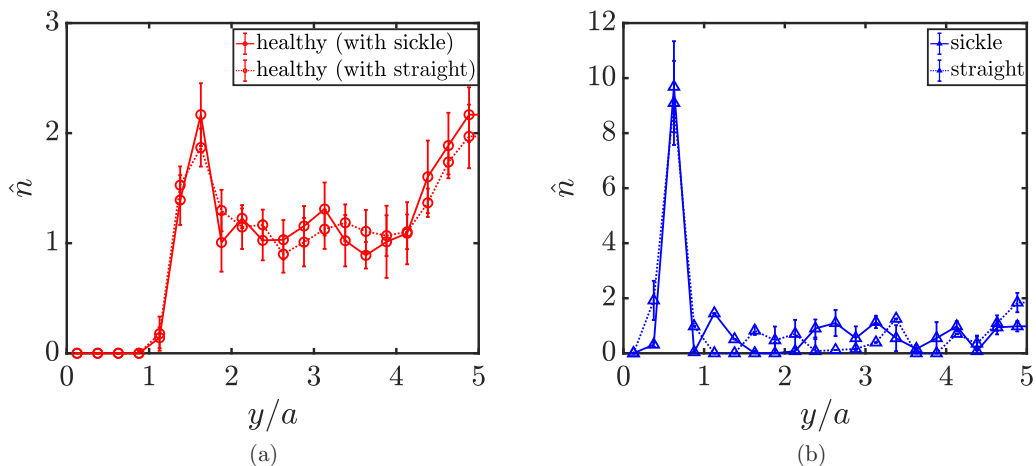 3
2
1
0
n̂
healthy (with sickle)
healthy (with straight)
0 1 2 3 4 5
y/a
(a)
12
10
8
6
4
2
0
n̂
sickle
straight
0 1 2 3 4 5
y/a
(b)